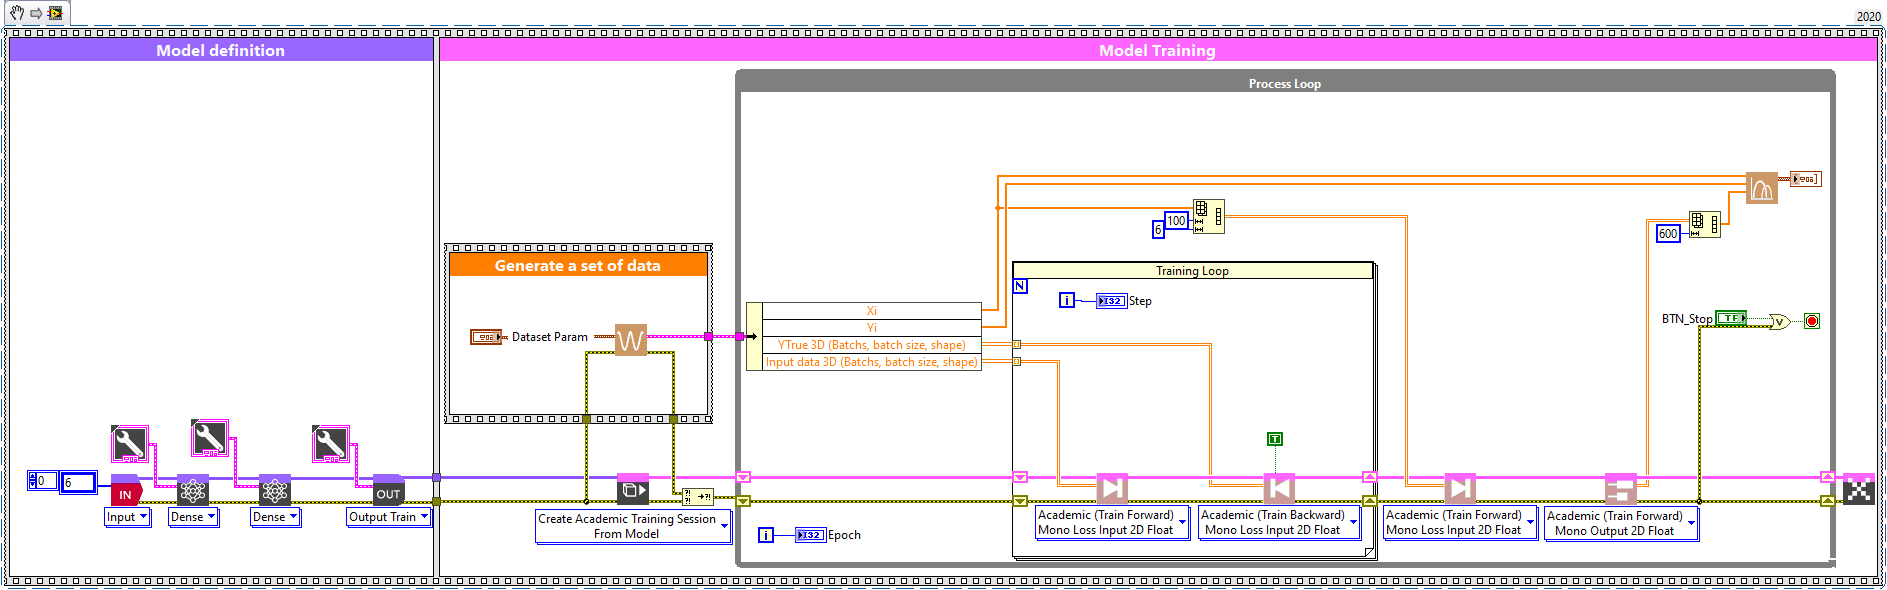 2020
Model definition
Model Training
Process Loop
100
6
600
Generate a set of data
Training Loop
N
i
I32
Step
Xi
Yi
YTrue 3D (Batchs, batch size, shape)
Input data 3D (Batchs, batch size, shape)
BTN_Stop
TF
V
Dataset Param
T
0
6
IN
OUT
?!
?!
?!
Input
Dense
Dense
Output Train
Create Academic Training Session
From Model
i
I32
Epoch
Academic (Train Forward)
Mono Loss Input 2D Float
Academic (Train Backward)
Mono Loss Input 2D Float
Academic (Train Forward)
Mono Loss Input 2D Float
Academic (Train Forward)
Mono Output 2D Float